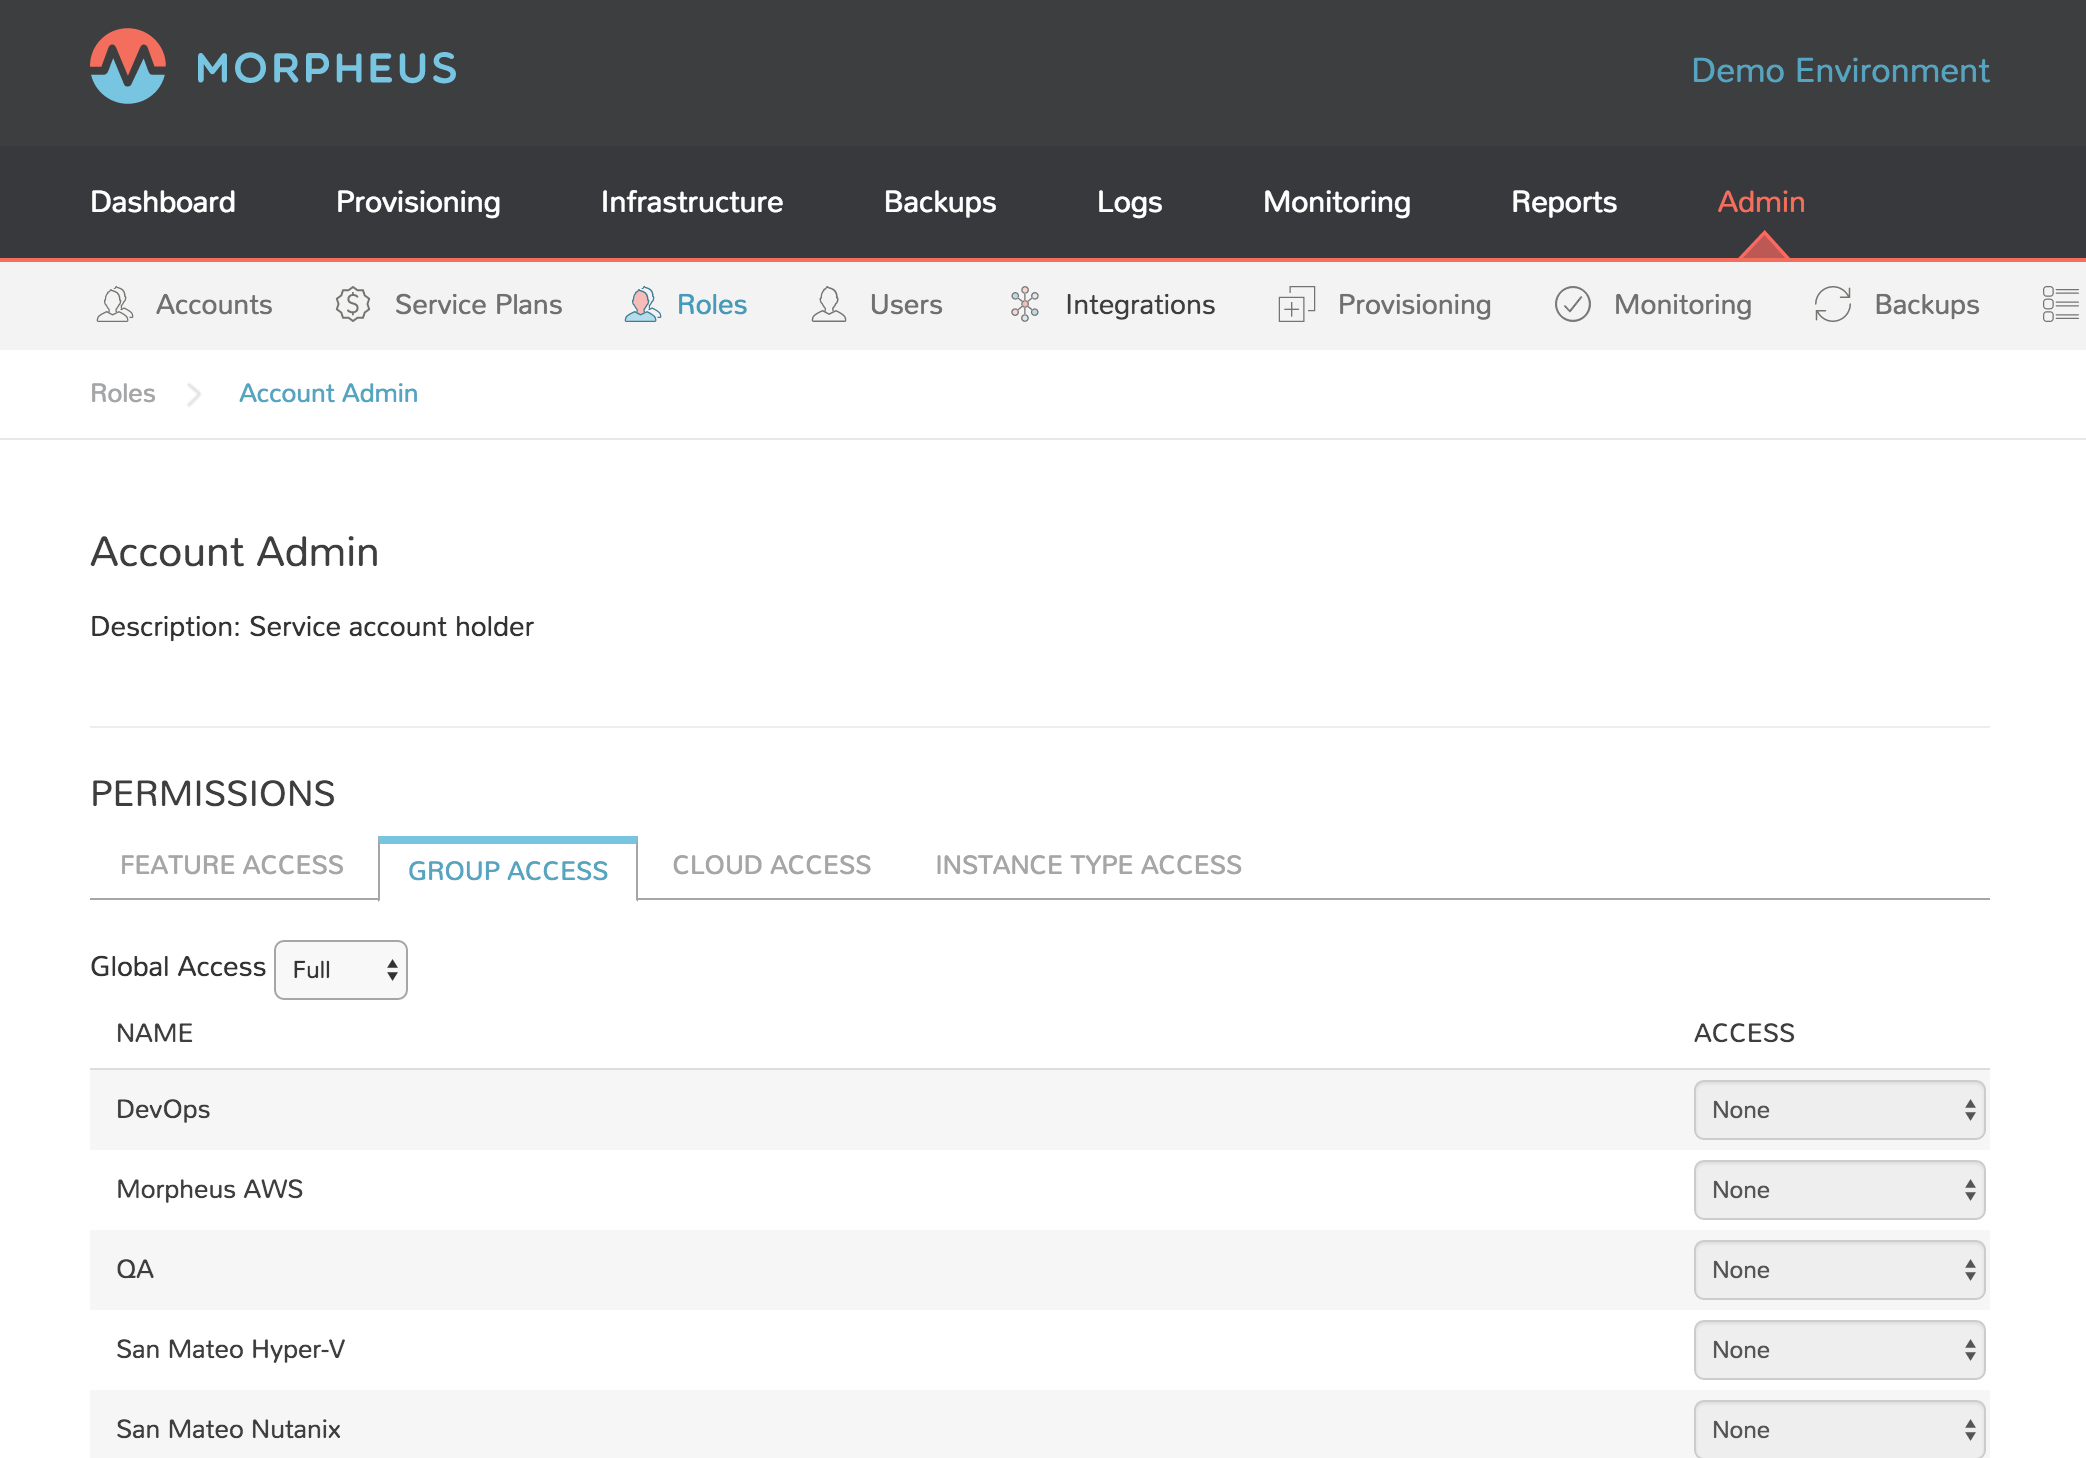 MORPHEUS
Demo Environment
Dashboard Provisioning Infrastructure Backups Logs Monitoring Reports Admin
Accounts Service Plans Roles Users Integrations Provisioning Monitoring Backups
Roles Account Admin
Account Admin
Description: Service account holder
PERMISSIONS
FEATURE ACCESS GROUP ACCESS CLOUD ACCESS INSTANCE TYPE ACCESS
Global Access Full
NAME ACCESS
DevOps None
Morpheus AWS None
QA None
San Mateo Hyper-V None
San Mateo Nutanix None